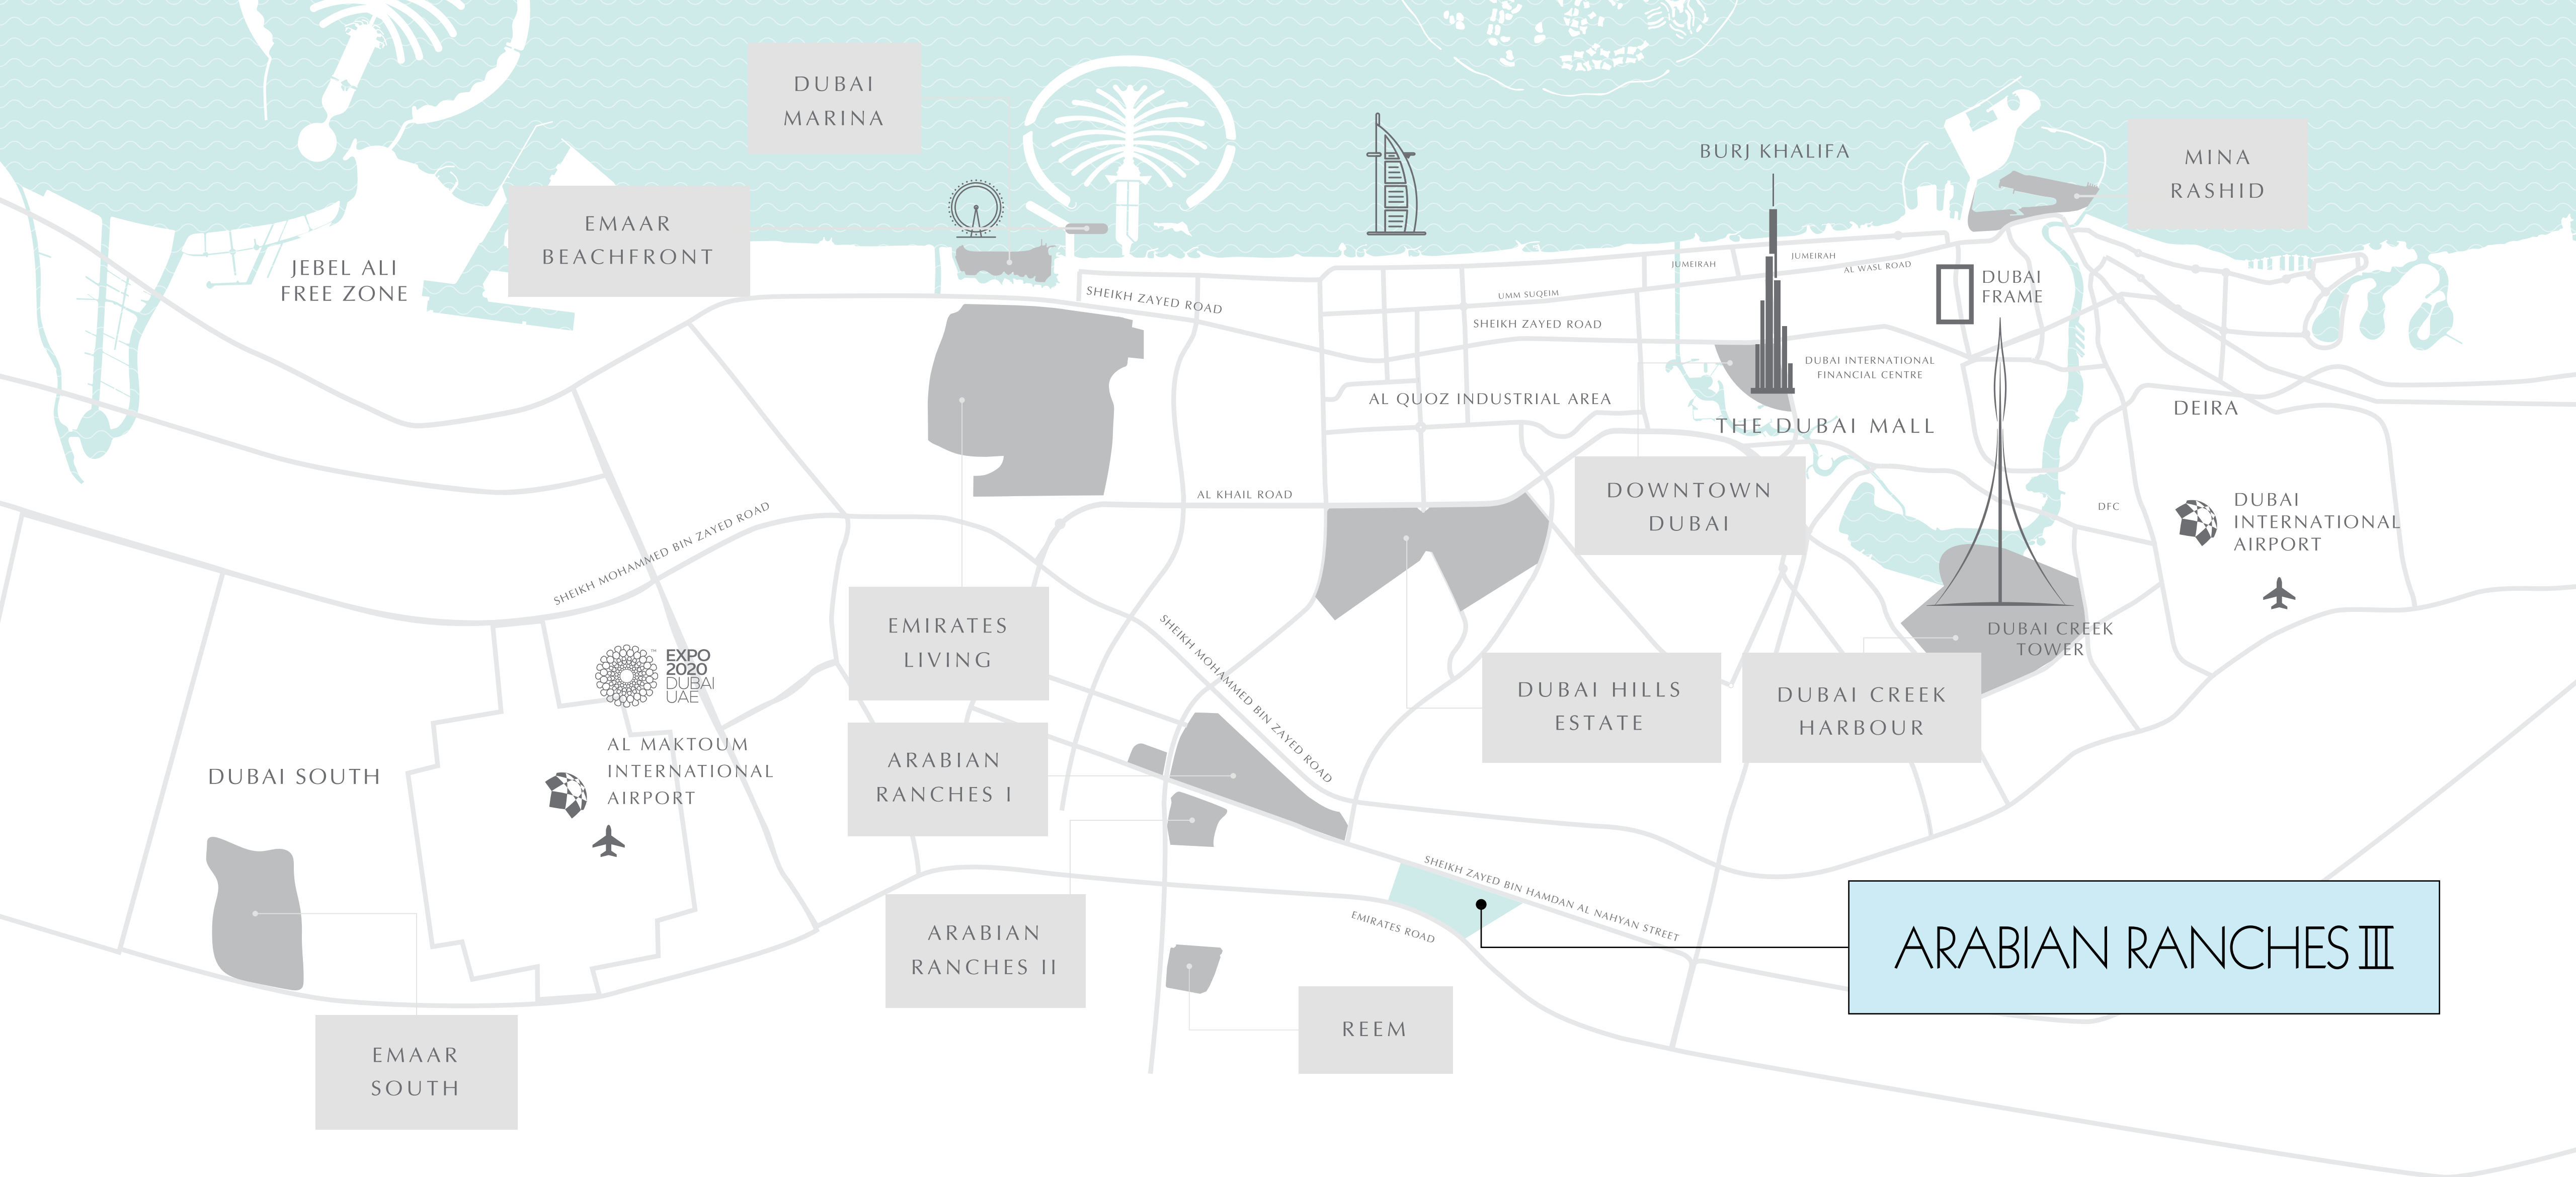 DUBAI
MARINA
EMAAR
BEACHFRONT
JEBEL ALI
FREE ZONE
BURJ KHALIFA
MINA
RASHID
JUMEIRAH
JUMEIRAH
AL WASL ROAD
DUBAI
FRAME
SHEIKH ZAYED ROAD
UMM SUQEIM
SHEIKH ZAYED ROAD
DUBAI INTERNATIONAL
FINANCIAL CENTRE
AL QUOZ INDUSTRIAL AREA
THE DUBAI MALL
DEIRA
DOWNTOWN
DUBAI
AL KHAIL ROAD
DFC
DUBAI
INTERNATIONAL
AIRPORT
SHEIKH MOHAMMED BIN ZAYED ROAD
EMIRATES
LIVING
SHEIKH MOHAMMED BIN ZAYED ROAD
DUBAI CREEK
TOWER
EXPO
2020
DUBAI
UAE
™
DUBAI HILLS
ESTATE
DUBAI CREEK
HARBOUR
AL MAKTOUM
INTERNATIONAL
AIRPORT
DUBAI SOUTH
ARABIAN
RANCHES I
SHEIKH ZAYED BIN HAMDAN AL NAHYAN STREET
EMIRATES ROAD
ARABIAN
RANCHES II
ARABIAN RANCHES III
REEM
EMAAR
SOUTH